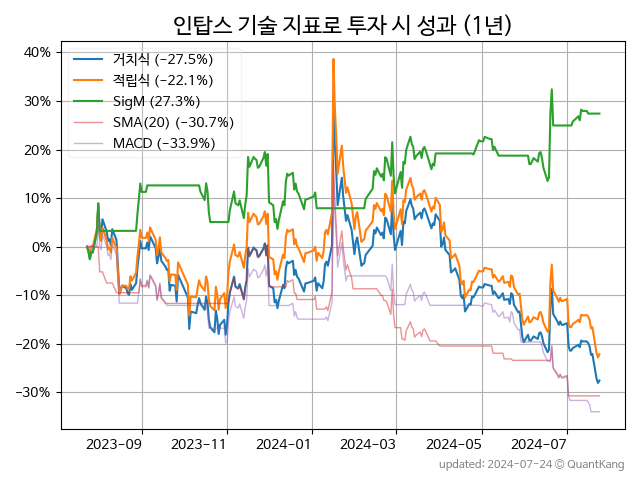 인탑스 기술 지표로 투자 시 성과 (1년)
40%
30%
20%
10%
0%
−10%
−20%
−30%
거치식 (−27.5%)
적립식 (−22.1%)
SigM (27.3%)
SMA(20) (−30.7%)
MACD (−33.9%)
2023-09 2023-11 2024-01 2024-03 2024-05 2024-07
updated: 2024-07-24 © QuantKang